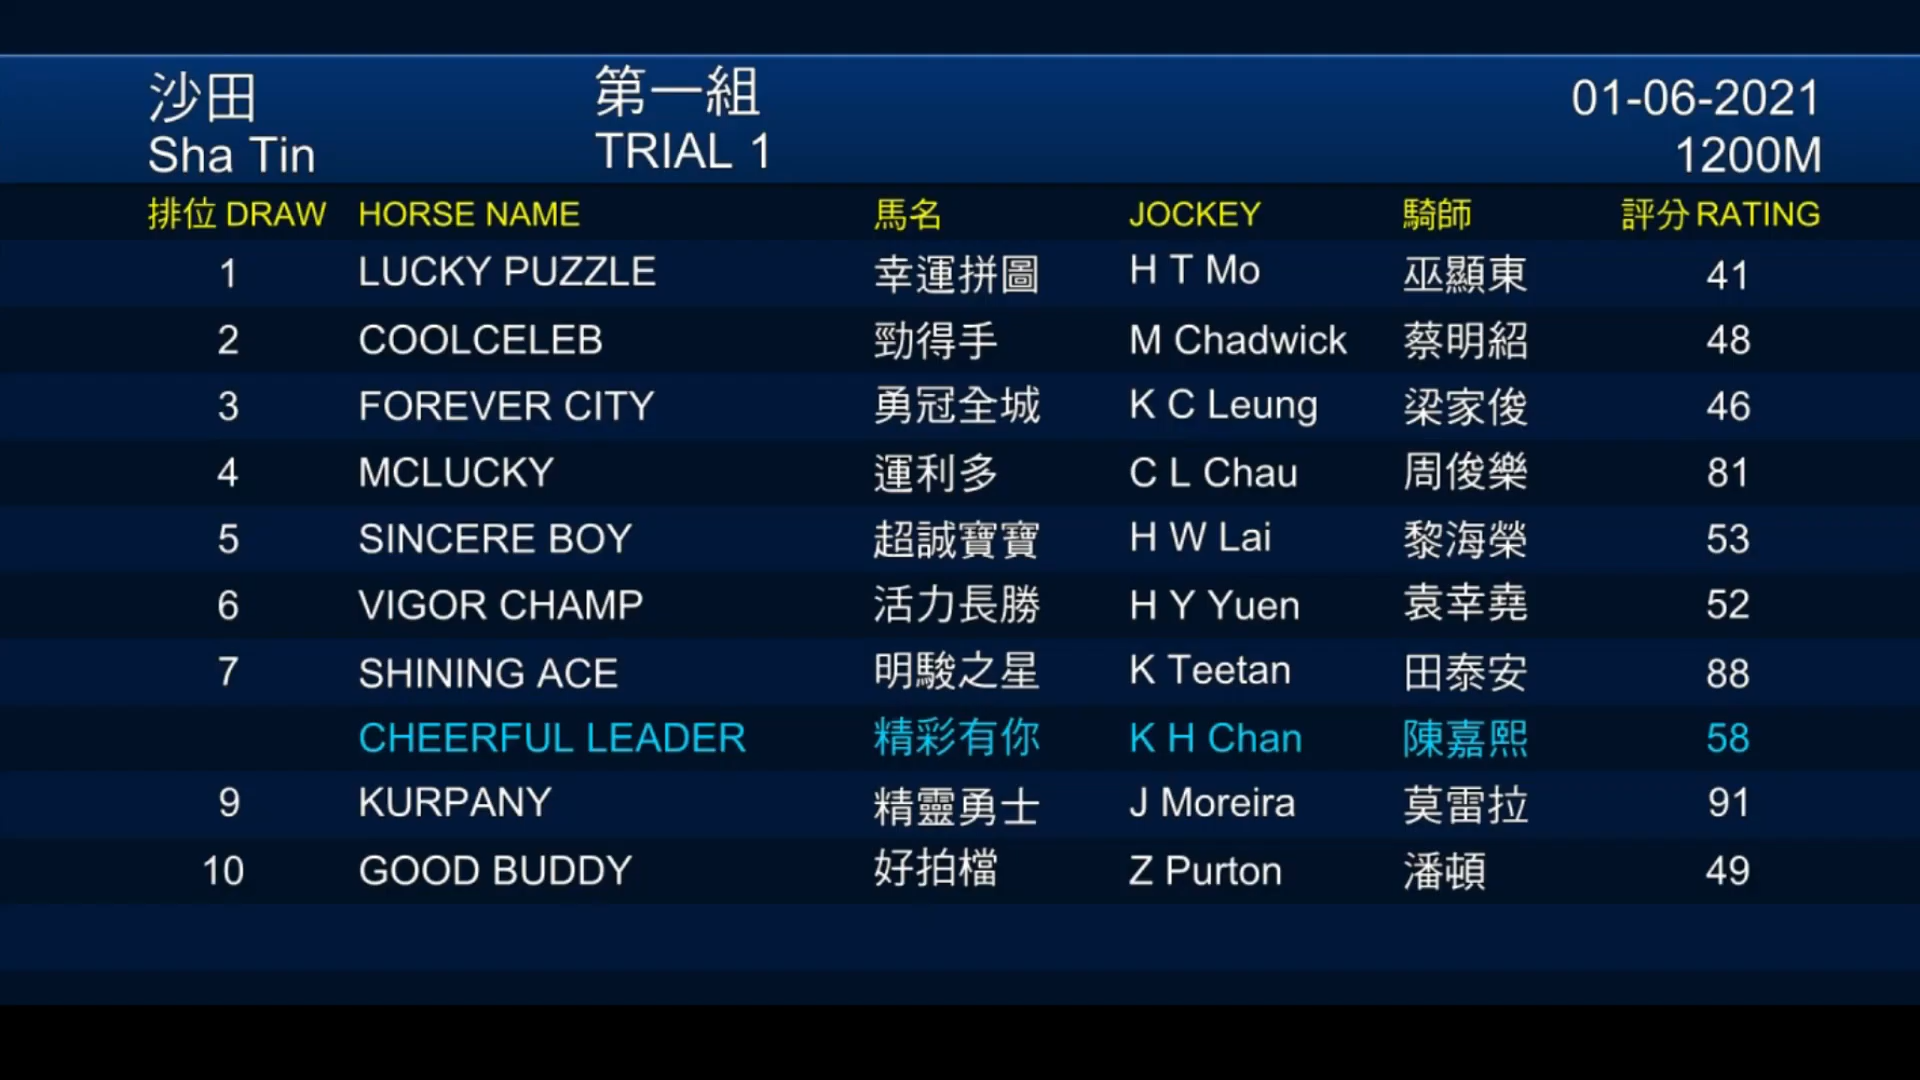 沙田 第一組 01-06-2021
Sha Tin TRIAL 1 1200M
排位 DRAW HORSE NAME 馬名 JOCKEY 騎師 評分 RATING
1 LUCKY PUZZLE 幸運拼圖 H T Mo 巫顯東 41
2 COOLCELEB 勁得手 M Chadwick 蔡明紹 48
3 FOREVER CITY 勇冠全城 K C Leung 梁家俊 46
4 MCLUCKY 運利多 C L Chau 周俊樂 81
5 SINCERE BOY 超誠寶寶 H W Lai 黎海榮 53
6 VIGOR CHAMP 活力長勝 H Y Yuen 袁幸堯 52
7 SHINING ACE 明駿之星 K Teetan 田泰安 88
CHEERFUL LEADER 精彩有你 K H Chan 陳嘉熙 58
9 KURPANY 精靈勇士 J Moreira 莫雷拉 91
10 GOOD BUDDY 好拍檔 Z Purton 潘頓 49